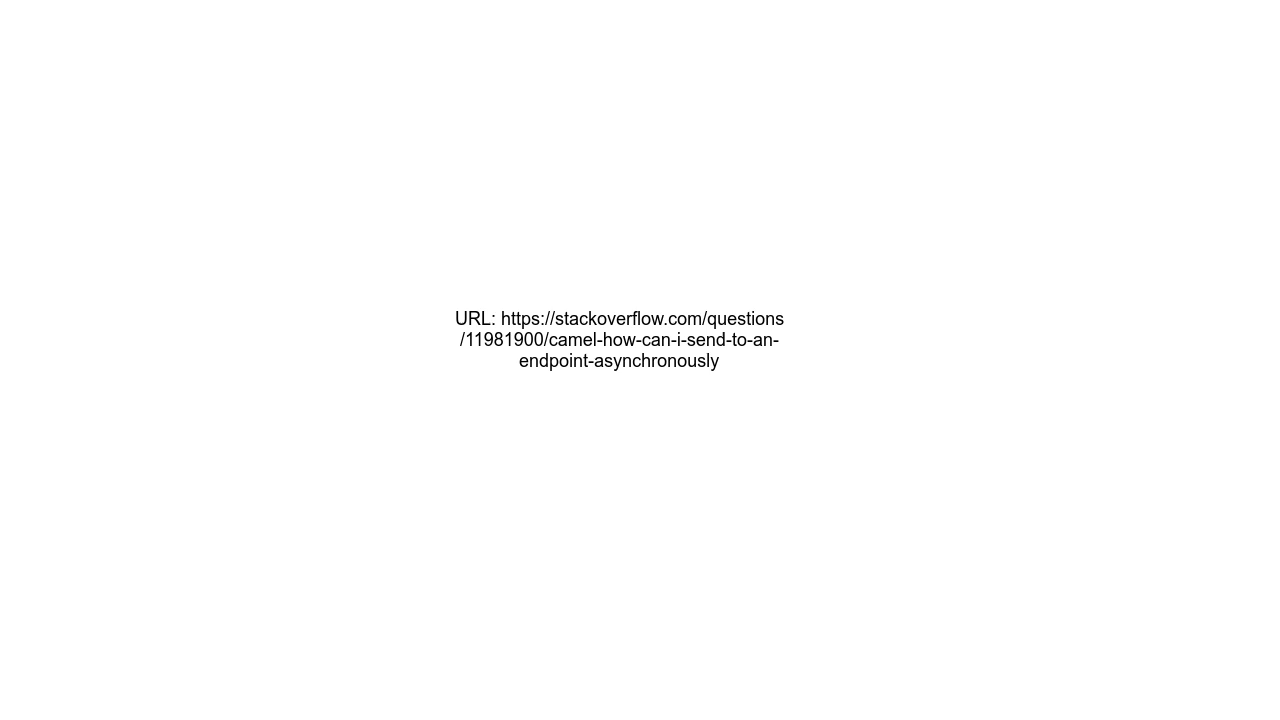 URL: https://stackoverflow.com/questions
/11981900/camel-how-can-i-send-to-an-
endpoint-asynchronously